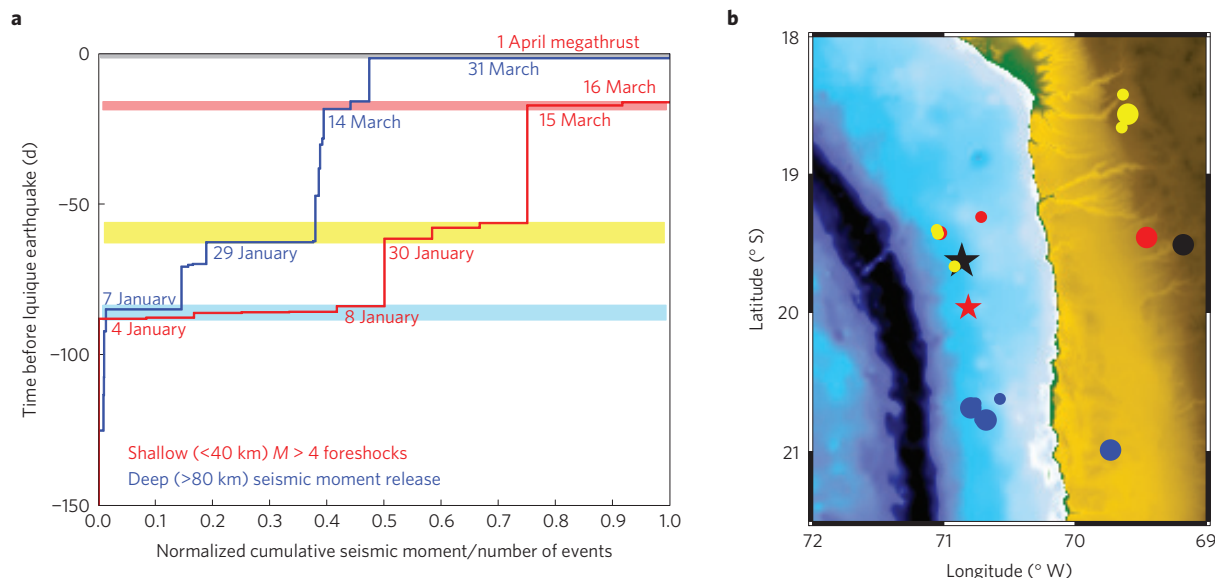 a
Time before Iquique earthquake (d)
0
−50
−100
−150
1 April megathrust
31 March
16 March
14 March
15 March
29 January
30 January
7 January
4 January
8 January
Shallow (<40 km) M > 4 foreshocks
Deep (>80 km) seismic moment release
0.0 0.1 0.2 0.3 0.4 0.5 0.6 0.7 0.8 0.9 1.0
Normalized cumulative seismic moment/number of events
b
Latitude (° S)
18
19
20
21
72 71 70 69
Longitude (° W)